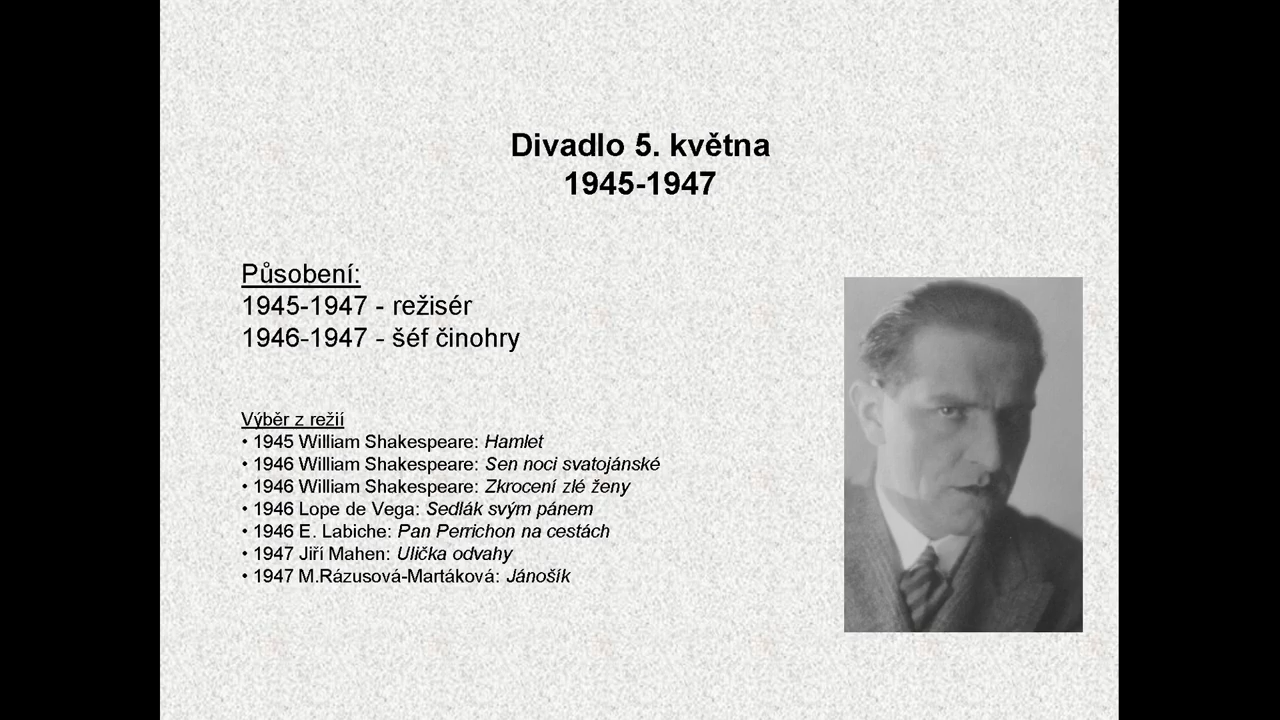 Divadlo 5. května
1945-1947
Působení:
1945-1947 - režisér
1946-1947 - šéf činohry
Výběr z režií
• 1945 William Shakespeare: Hamlet
• 1946 William Shakespeare: Sen noci svatojánské
• 1946 William Shakespeare: Zkrocení zlé ženy
• 1946 Lope de Vega: Sedlák svým pánem
• 1946 E. Labiche: Pan Perrichon na cestách
• 1947 Jiří Mahen: Ulička odvahy
• 1947 M.Rázusová-Martáková: Jánošík